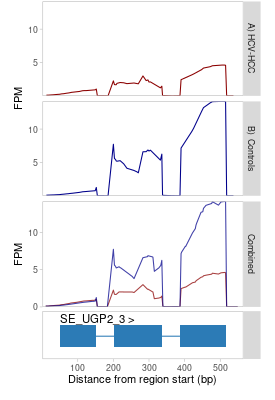 10
5
A) HCV-HCC
FPM
10
5
B) Controls
10
5
0
Combined
FPM
SE_UGP2_3 >
100 200 300 400 500
Distance from region start (bp)